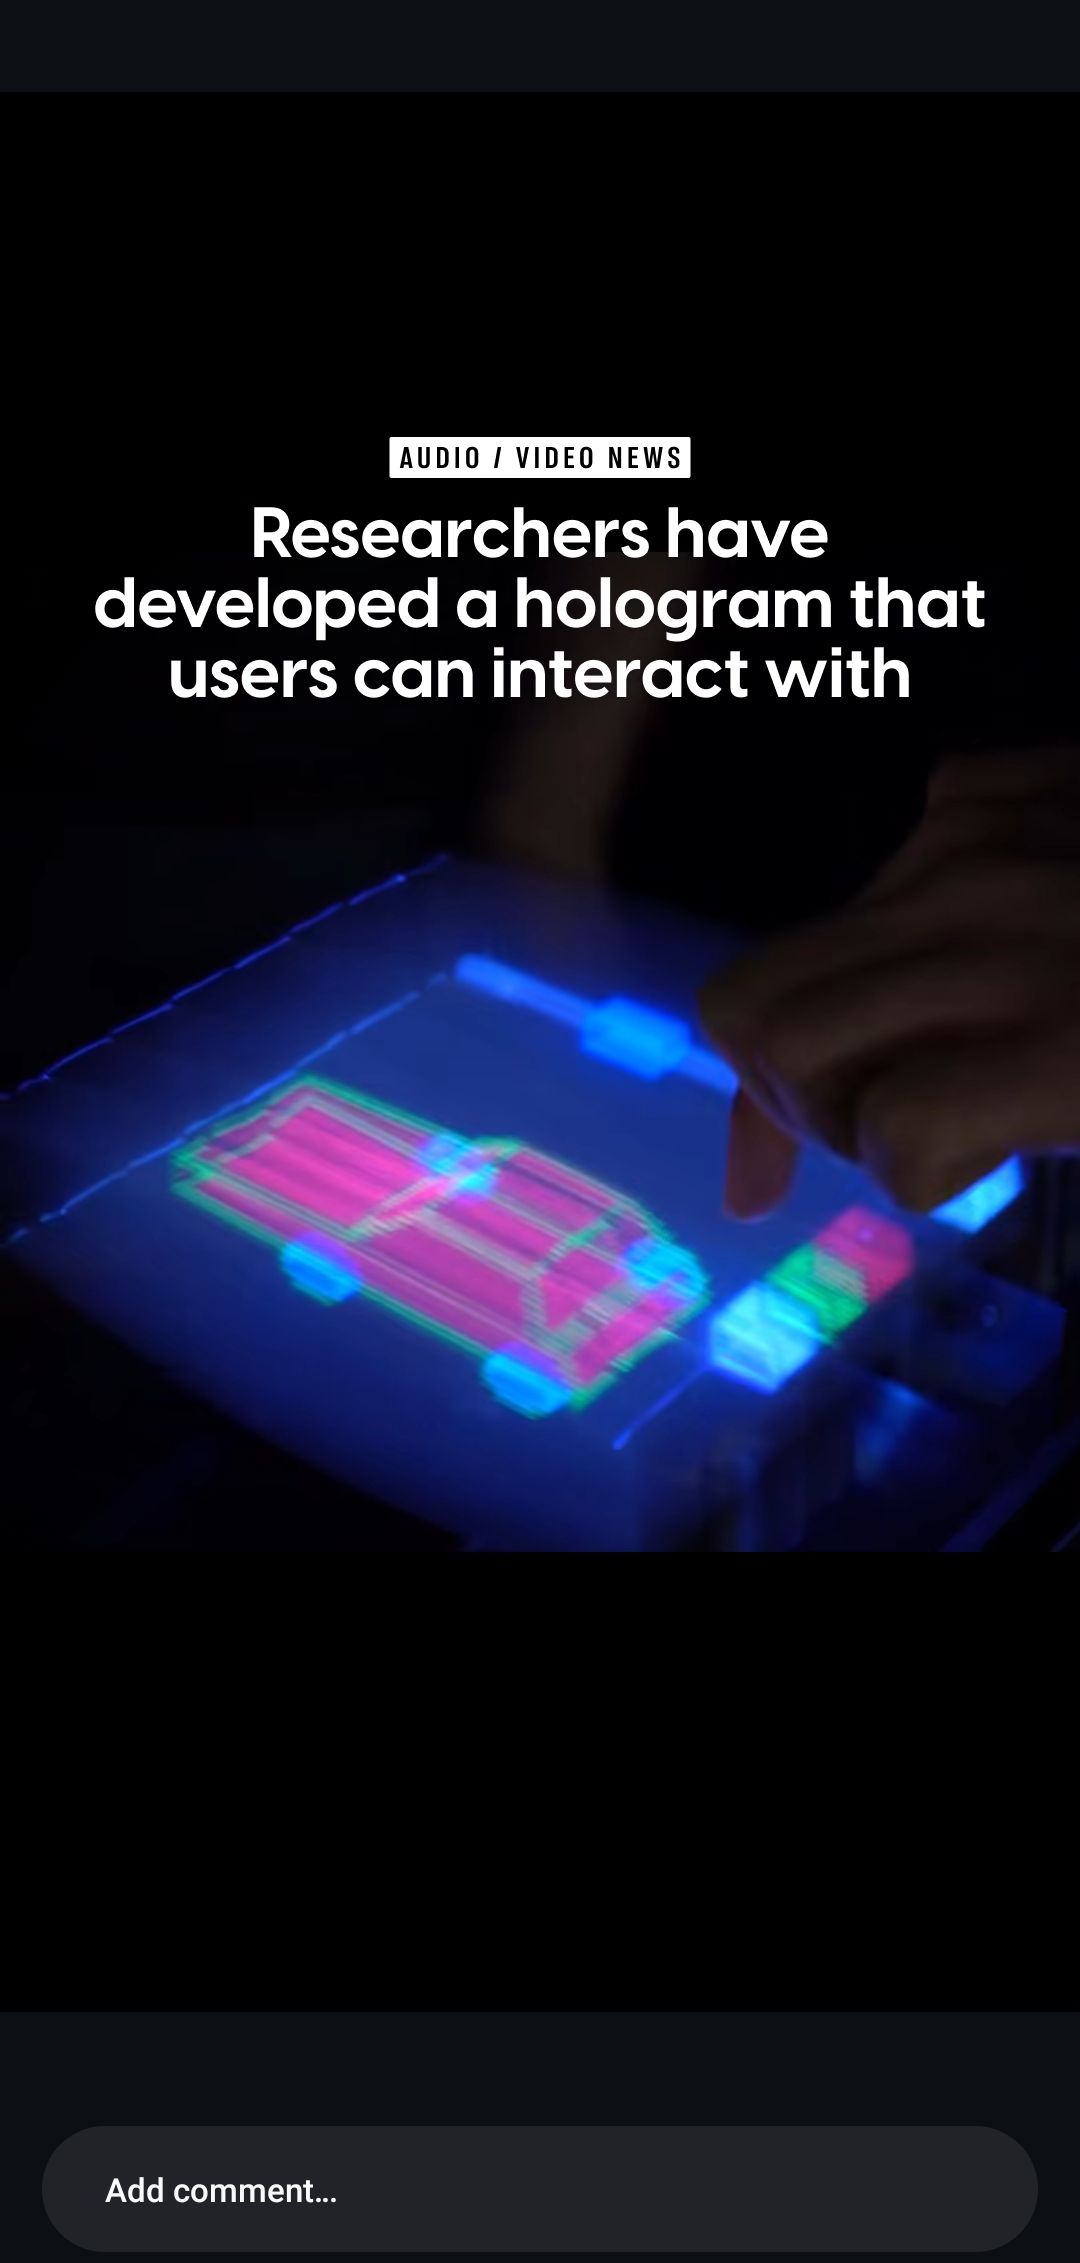 AUDIO / VIDEO NEWS
Researchers have
developed a hologram that
users can interact with
Add comment...